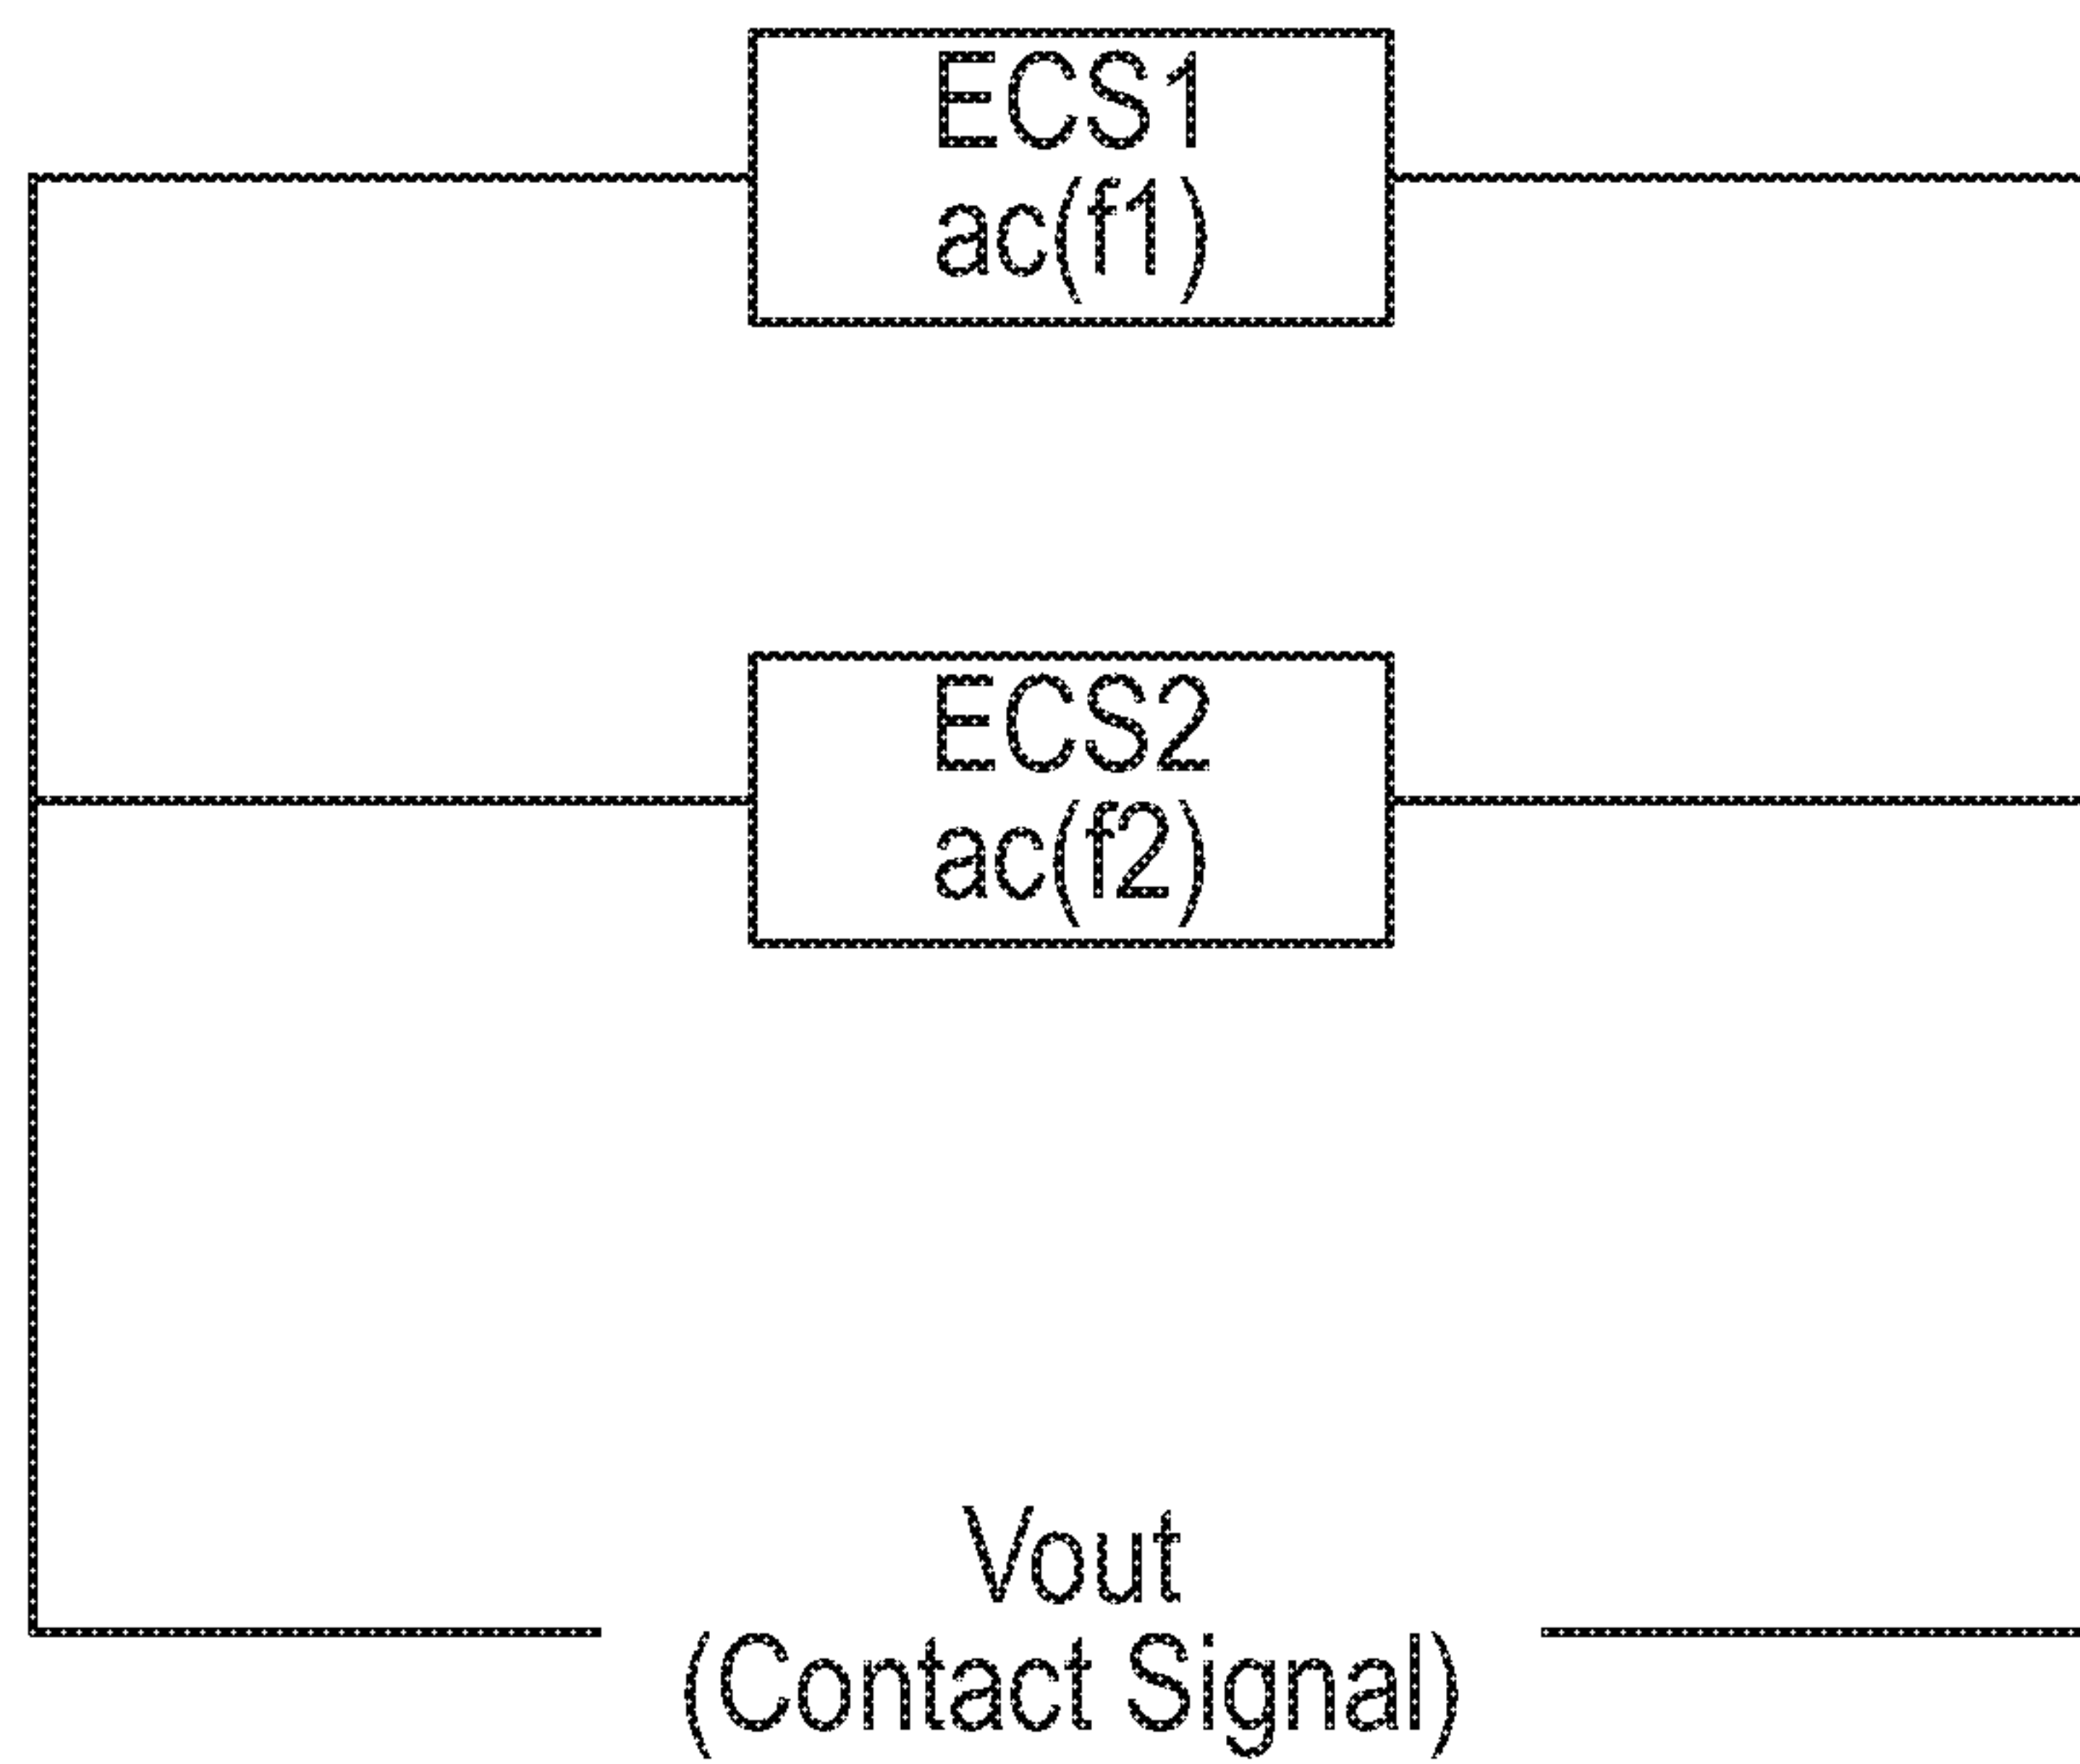 ECS1
ac(f1)
ECS2
ac(f2)
Vout
(Contact Signal)